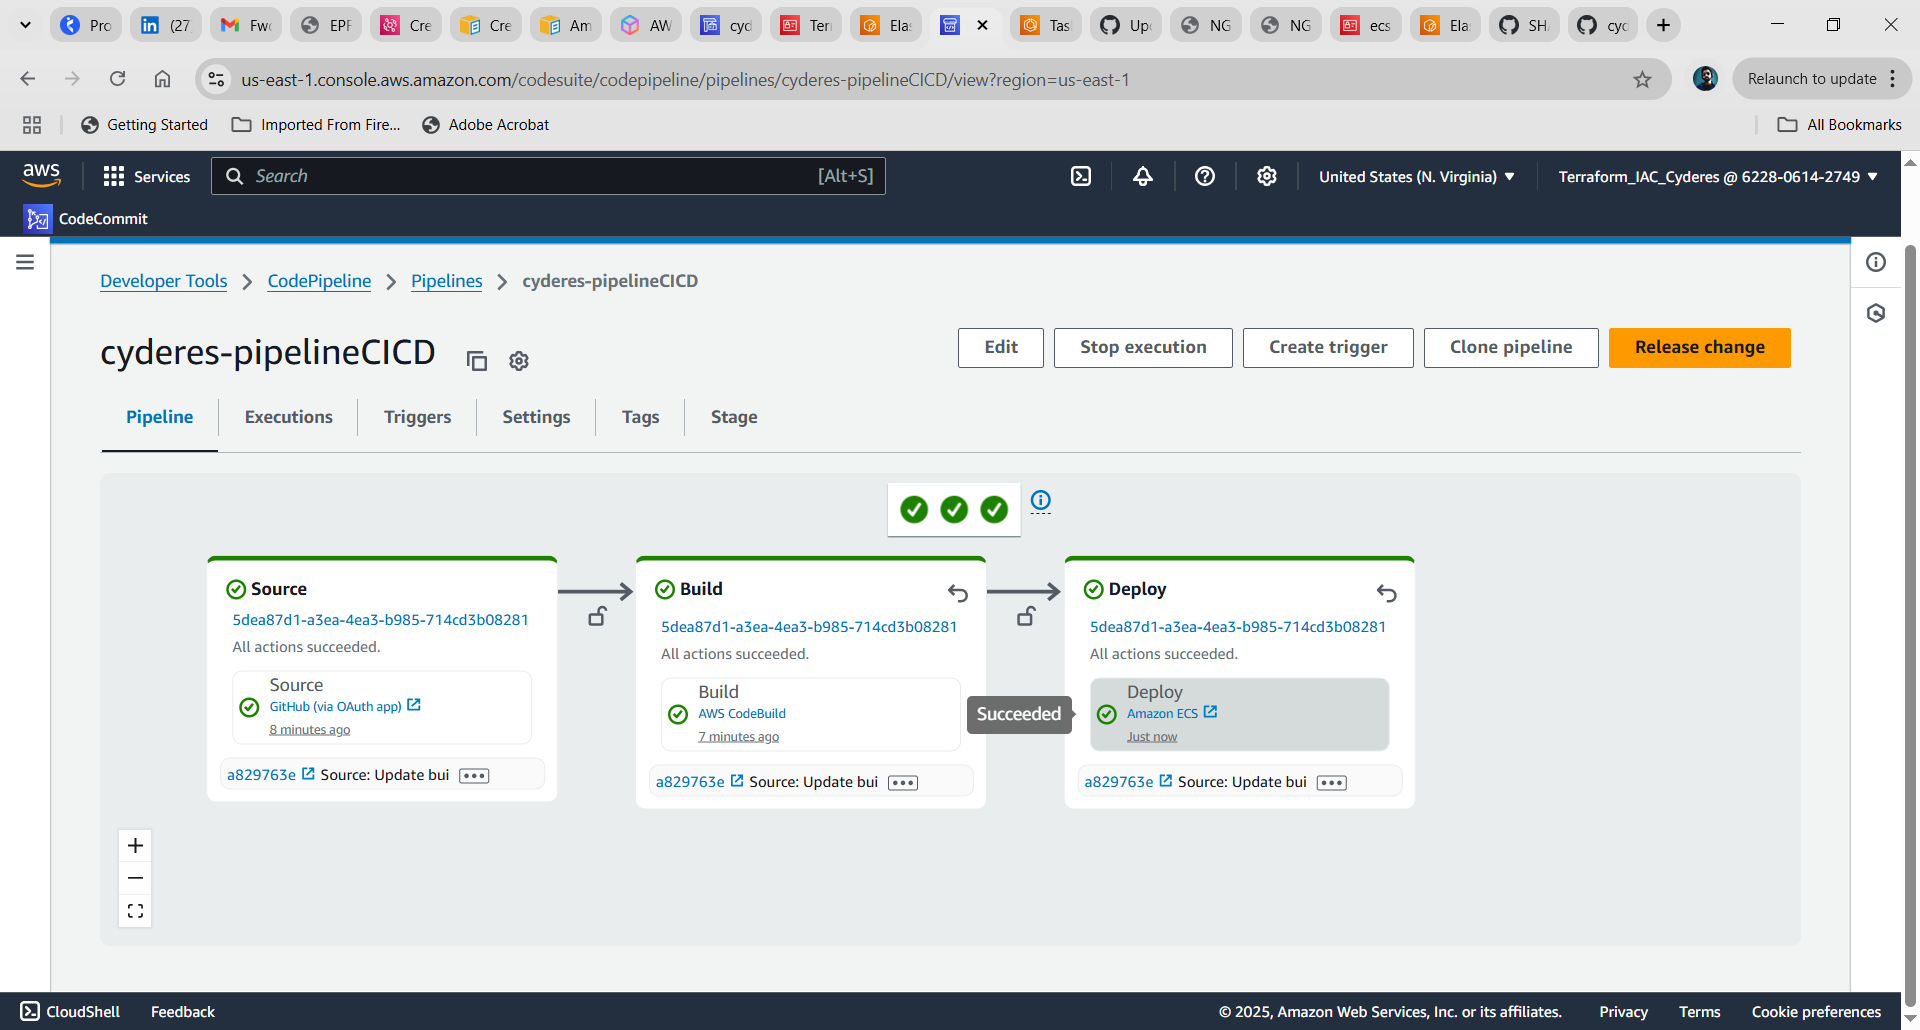 Pro
(27
Fwc
EPF
Cre
Cre
Am
AW
cyd
Terr
Elas
Tas
Upc
NG
NG
ecs
Ela
SHA
cyc
us-east-1.console.aws.amazon.com/codesuite/codepipeline/pipelines/cyderes-pipelineCICD/view?region=us-east-1
Relaunch to update
Getting Started
Imported From Fire...
Adobe Acrobat
All Bookmarks
aws
Services
Search
[Alt+S]
United States (N. Virginia)
Terraform_IAC_Cyderes @ 6228-0614-2749
CodeCommit
Developer Tools
CodePipeline
Pipelines
cyderes-pipelineCICD
cyderes-pipelineCICD
Edit
Stop execution
Create trigger
Clone pipeline
Release change
Pipeline
Executions
Triggers
Settings
Tags
Stage
Source
5dea87d1-a3ea-4ea3-b985-714cd3b08281
All actions succeeded.
Source
GitHub (via OAuth app)
8 minutes ago
a829763e Source: Update bui
Build
5dea87d1-a3ea-4ea3-b985-714cd3b08281
All actions succeeded.
Build
AWS CodeBuild
7 minutes ago
a829763e Source: Update bui
Succeeded
Deploy
5dea87d1-a3ea-4ea3-b985-714cd3b08281
All actions succeeded.
Deploy
Amazon ECS
Just now
a829763e Source: Update bui
CloudShell
Feedback
© 2025, Amazon Web Services, Inc. or its affiliates.
Privacy
Terms
Cookie preferences